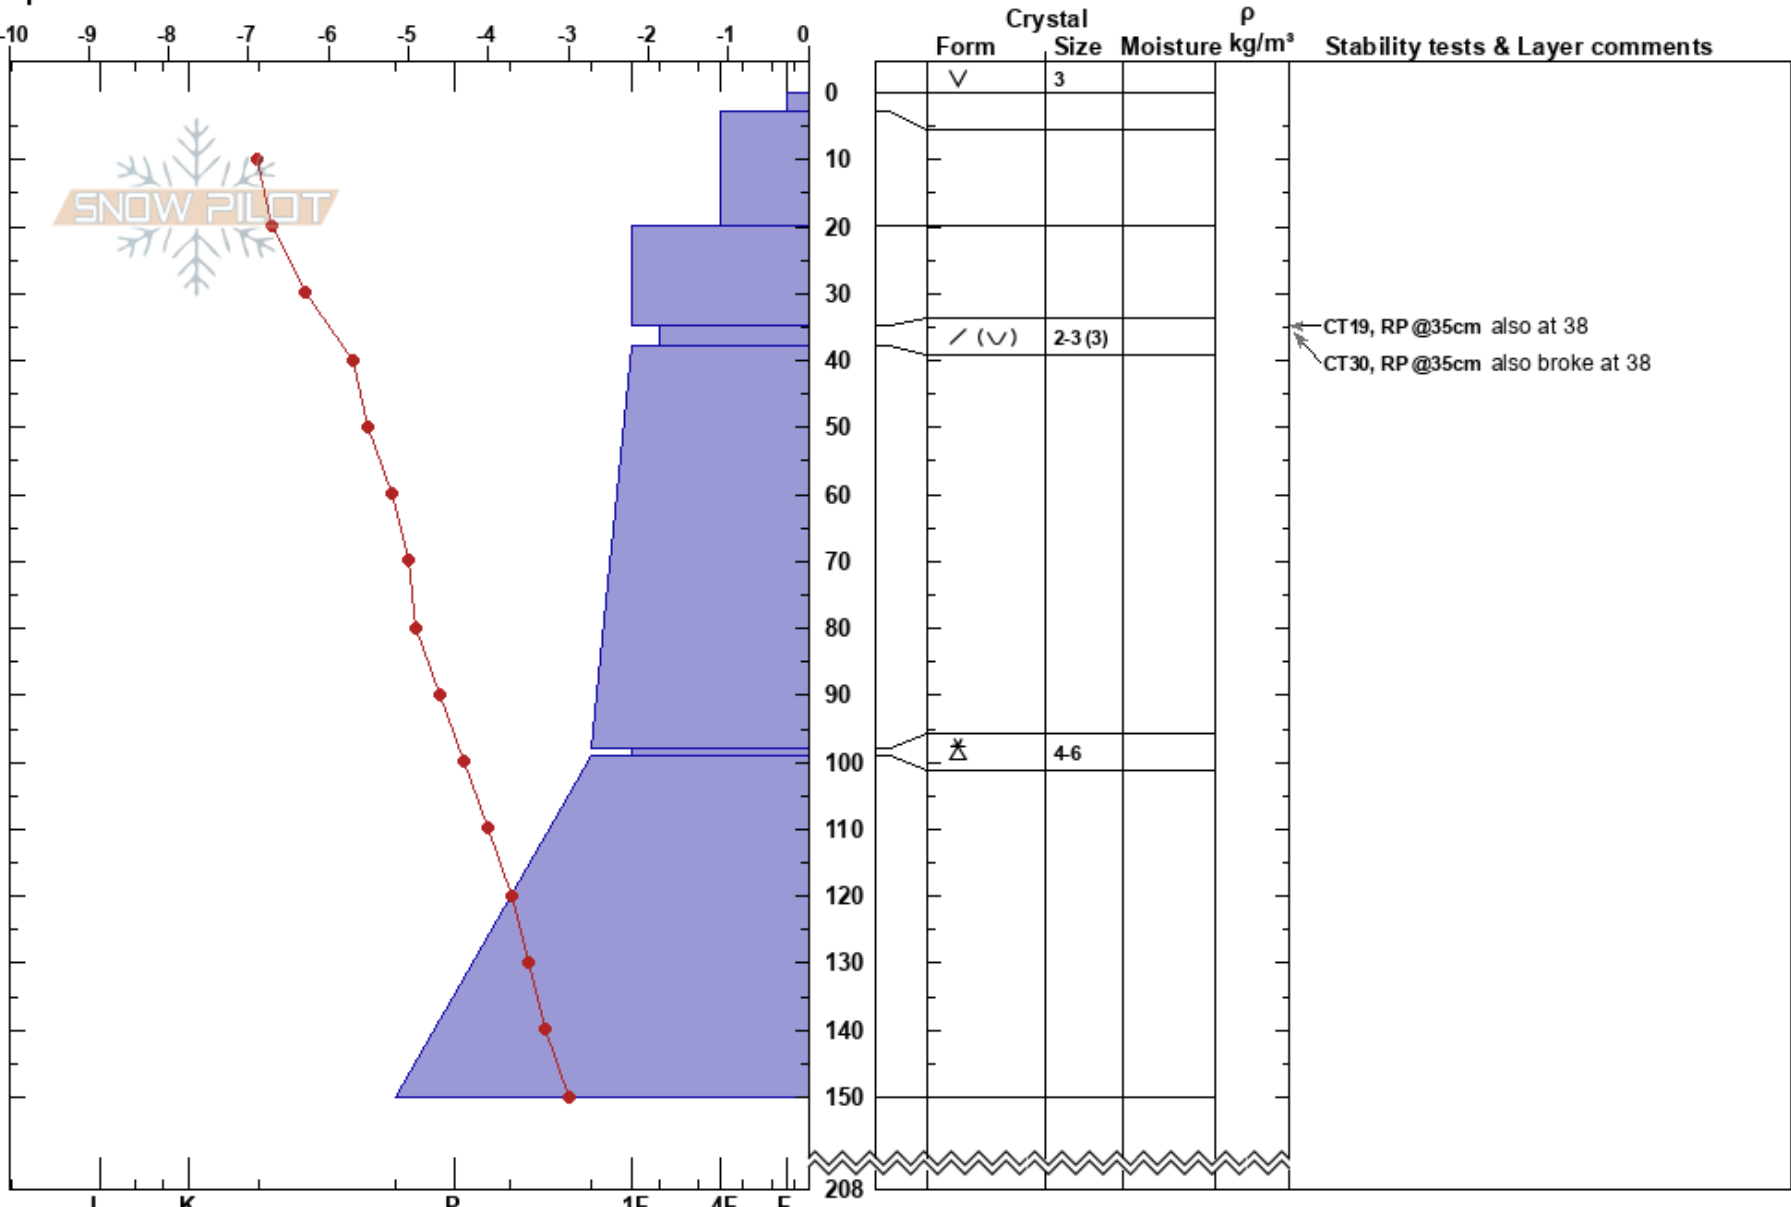 -10 -9 -8 -7 -6 -5 -4 -3 -2 -1 0
Crystal ρ
Form Size Moisture kg/m³ Stability tests & Layer comments
3
0
10
SNOW PILOT
20
30
CT19, RP @35cm also at 38
2-3 (3)
CT30, RP @35cm also broke at 38
40
50
60
70
80
90
4-6
100
110
120
130
140
150
208
I K P 1F 4F F